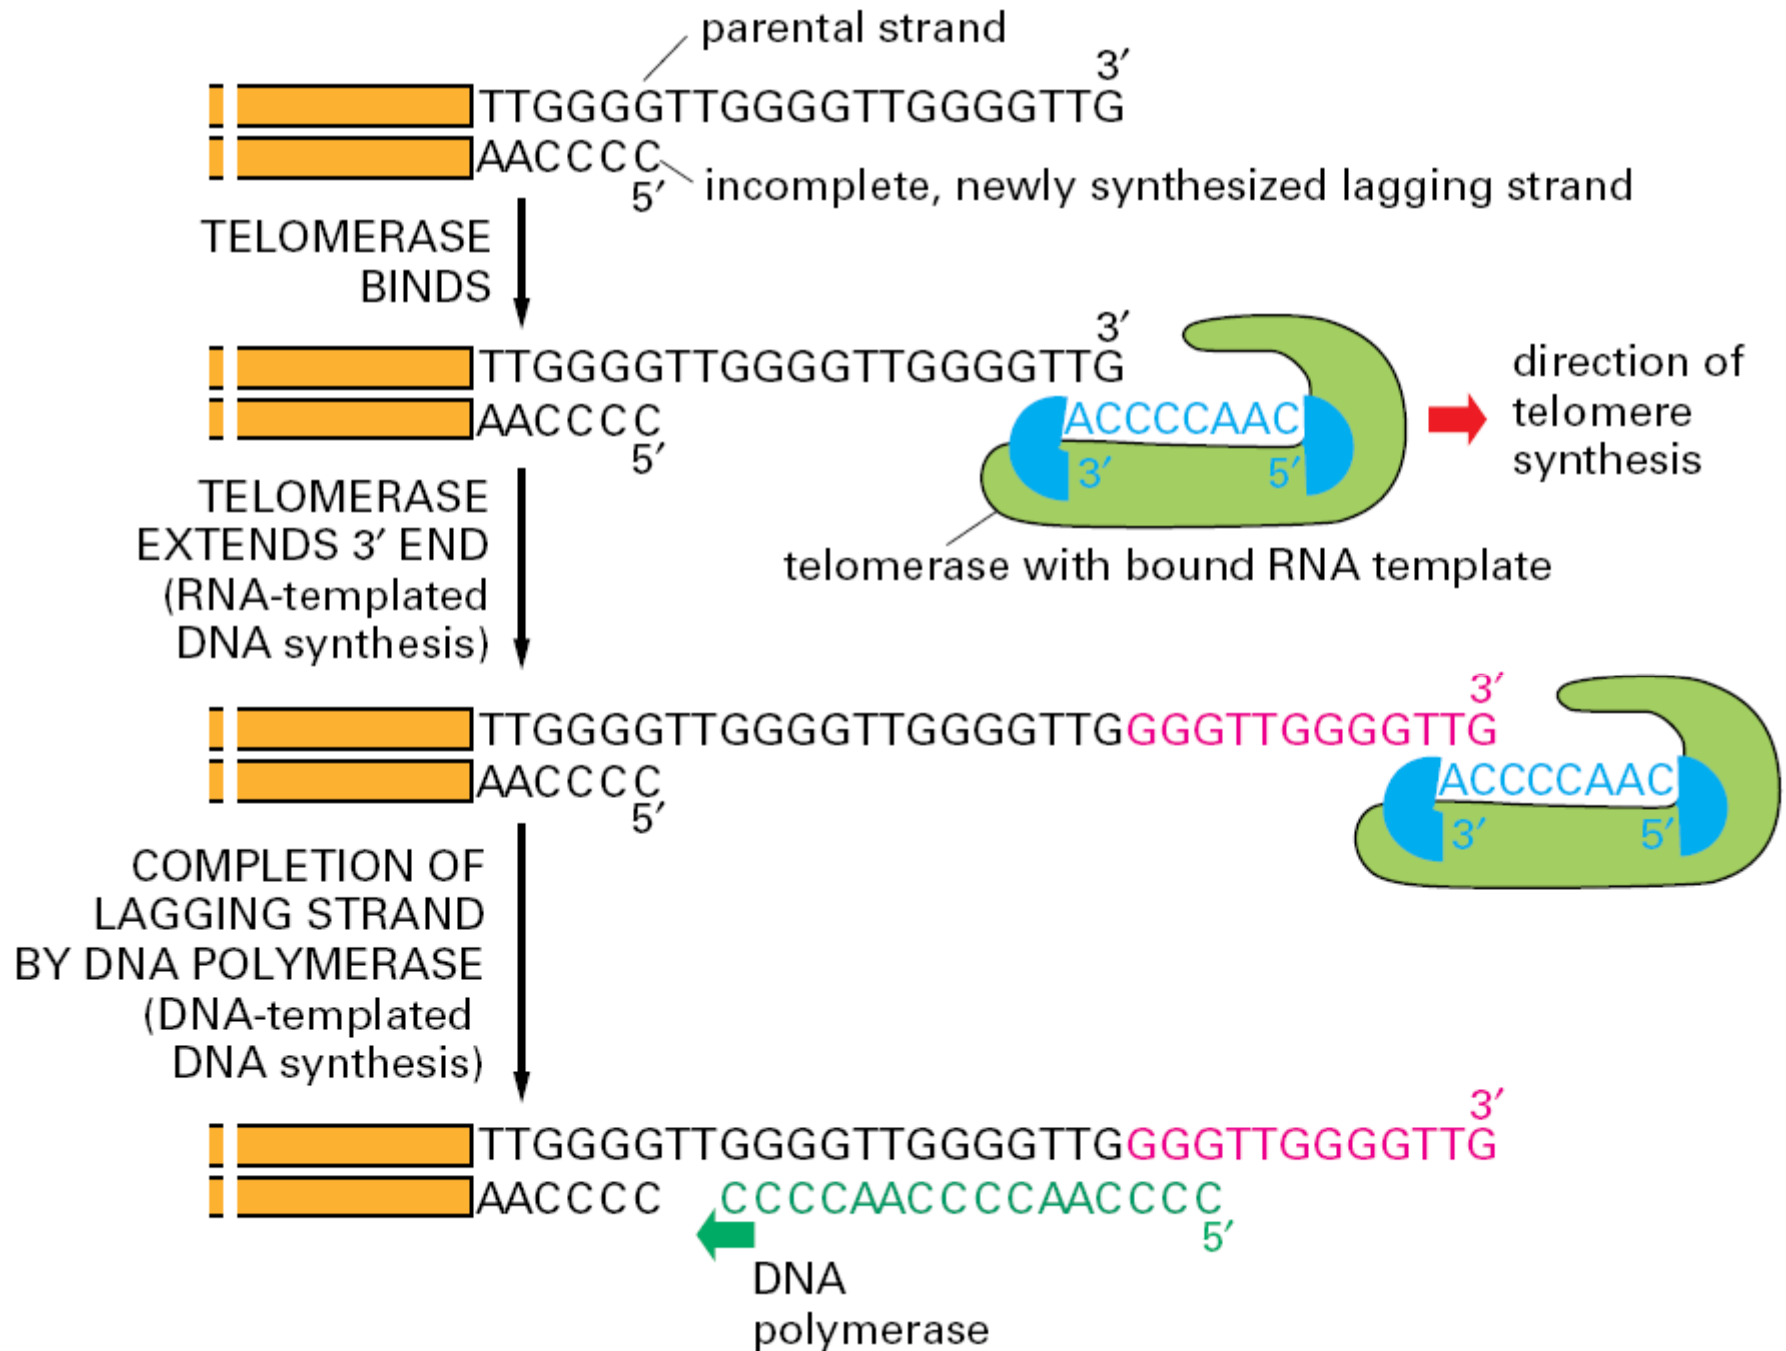 parental strand
3′
TTGGGGTTGGGGTTGGGGTTG
AACCCC
5′
incomplete, newly synthesized lagging strand
TELOMERASE
BINDS
3′
TTGGGGTTGGGGTTGGGGTTG
AACCCC
5′
ACCCCAAC
3′ 5′
direction of
telomere
synthesis
telomerase with bound RNA template
TELOMERASE
EXTENDS 3′ END
(RNA-templated
DNA synthesis)
3′
TTGGGGTTGGGGTTGGGGTTGGGGTTGGGGTTG
AACCCC
5′
ACCCCAAC
3′ 5′
COMPLETION OF
LAGGING STRAND
BY DNA POLYMERASE
(DNA-templated
DNA synthesis)
3′
TTGGGGTTGGGGTTGGGGTTGGGGTTGGGGTTG
AACCCC CCCCAACCCCAACCCC
5′
DNA
polymerase